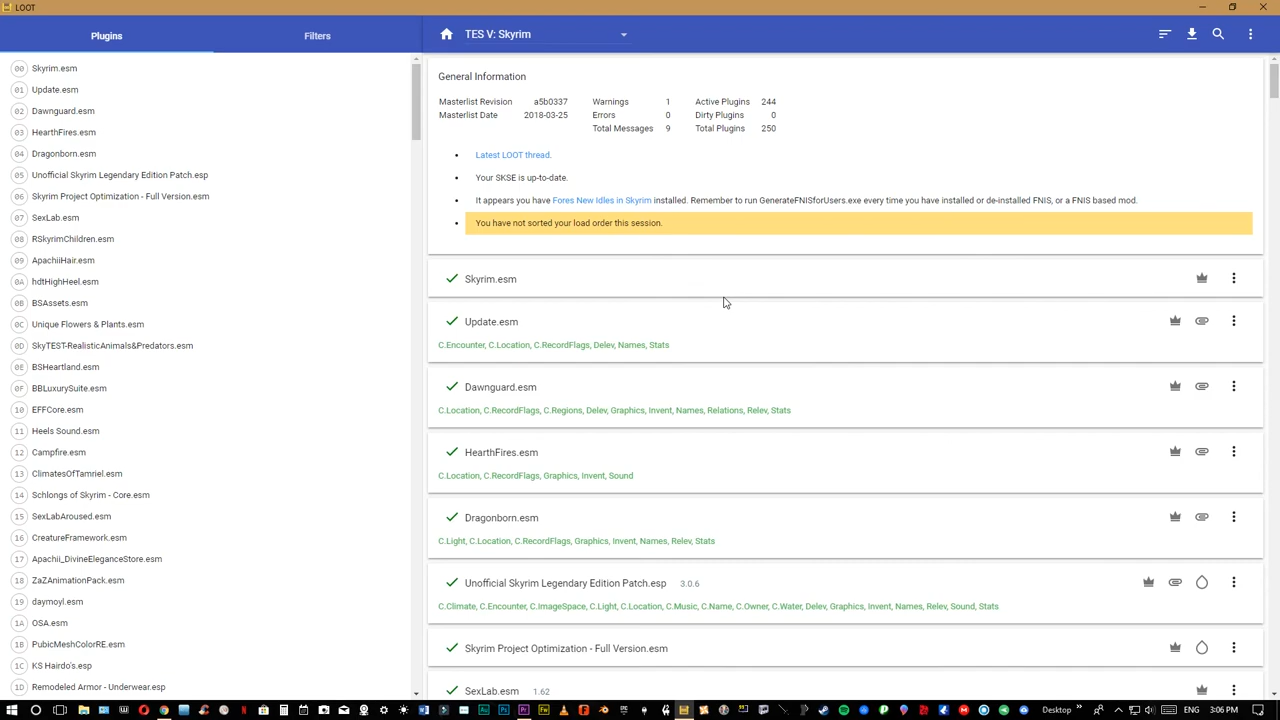 LOOT
Plugins
Filters
TES V: Skyrim
00 Skyrim.esm
01 Update.esm
02 Dawnguard.esm
03 HearthFires.esm
04 Dragonborn.esm
05 Unofficial Skyrim Legendary Edition Patch.esp
06 Skyrim Project Optimization - Full Version.esm
07 SexLab.esm
08 RSkyrimChildren.esm
09 ApachiiHair.esm
0A hdtHighHeel.esm
0B BSAssets.esm
0C Unique Flowers & Plants.esm
0D SkyTEST-RealisticAnimals&Predators.esm
0E BSHeartland.esm
0F BBLuxurySuite.esm
10 EFFCore.esm
11 Heels Sound.esm
12 Campfire.esm
13 ClimatesOfTamriel.esm
14 Schlongs of Skyrim - Core.esm
15 SexLabAroused.esm
16 CreatureFramework.esm
17 Apachii_DivineEleganceStore.esm
18 ZaZAnimationPack.esm
19 daymoyl.esm
1A OSA.esm
1B PubicMeshColorRE.esm
1C KS Hairdo's.esp
1D Remodeled Armor - Underwear.esp
General Information
Masterlist Revision a5b0337 Warnings 1 Active Plugins 244
Masterlist Date 2018-03-25 Errors 0 Dirty Plugins 0
Total Messages 9 Total Plugins 250
• Latest LOOT thread.
• Your SKSE is up-to-date.
• It appears you have Fores New Idles in Skyrim installed. Remember to run GenerateFNISforUsers.exe every time you have installed or de-installed FNIS, or a FNIS based mod.
• You have not sorted your load order this session.
Skyrim.esm
Update.esm
C.Encounter, C.Location, C.RecordFlags, Delev, Names, Stats
Dawnguard.esm
C.Location, C.RecordFlags, C.Regions, Delev, Graphics, Invent, Names, Relations, Relev, Stats
HearthFires.esm
C.Location, C.RecordFlags, Graphics, Invent, Sound
Dragonborn.esm
C.Light, C.Location, C.RecordFlags, Graphics, Invent, Names, Relev, Stats
Unofficial Skyrim Legendary Edition Patch.esp 3.0.6
C.Climate, C.Encounter, C.ImageSpace, C.Light, C.Location, C.Music, C.Name, C.Owner, C.Water, Delev, Graphics, Invent, Names, Relev, Sound, Stats
Skyrim Project Optimization - Full Version.esm
SexLab.esm 1.62
Desktop
ENG 3:06 PM